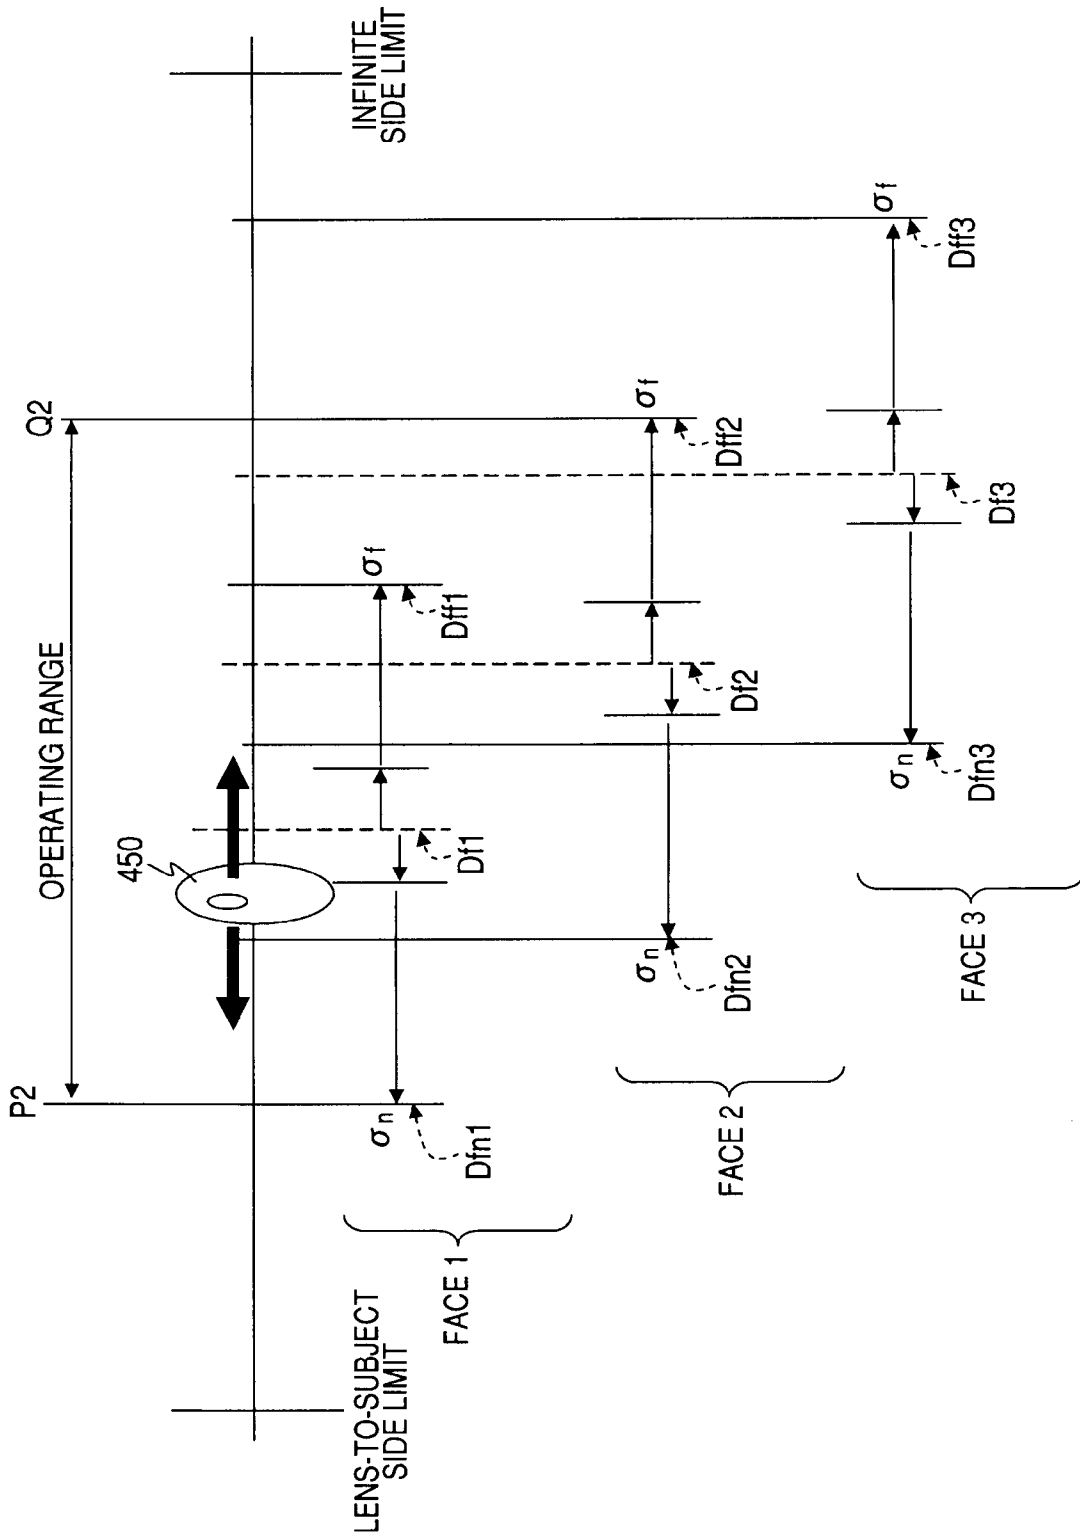 OPERATING RANGE
P2
Q2
450
LENS-TO-SUBJECT
SIDE LIMIT
INFINITE
SIDE LIMIT
FACE 1
σn
Dfn1
Df1
σf
Dff1
FACE 2
σn
Dfn2
Df2
σf
Dff2
FACE 3
σn
Dfn3
Df3
σf
Dff3